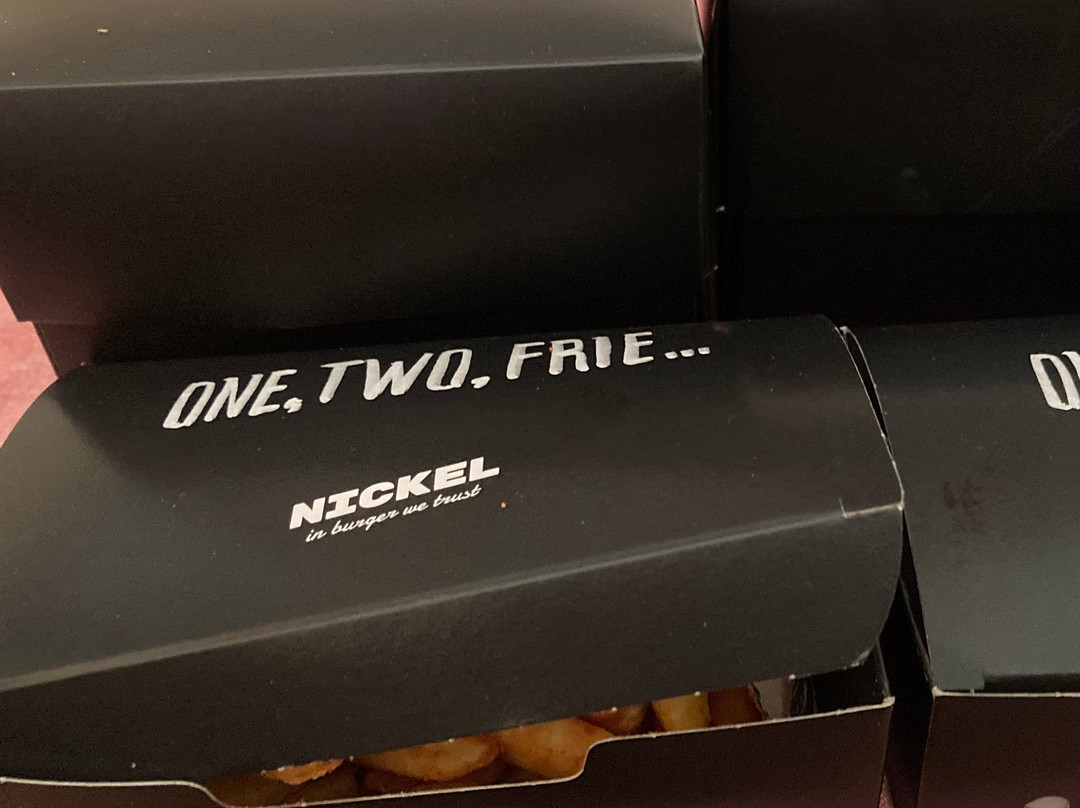 ONE, TWO, FRIE...
NICKEL
in burger we trust